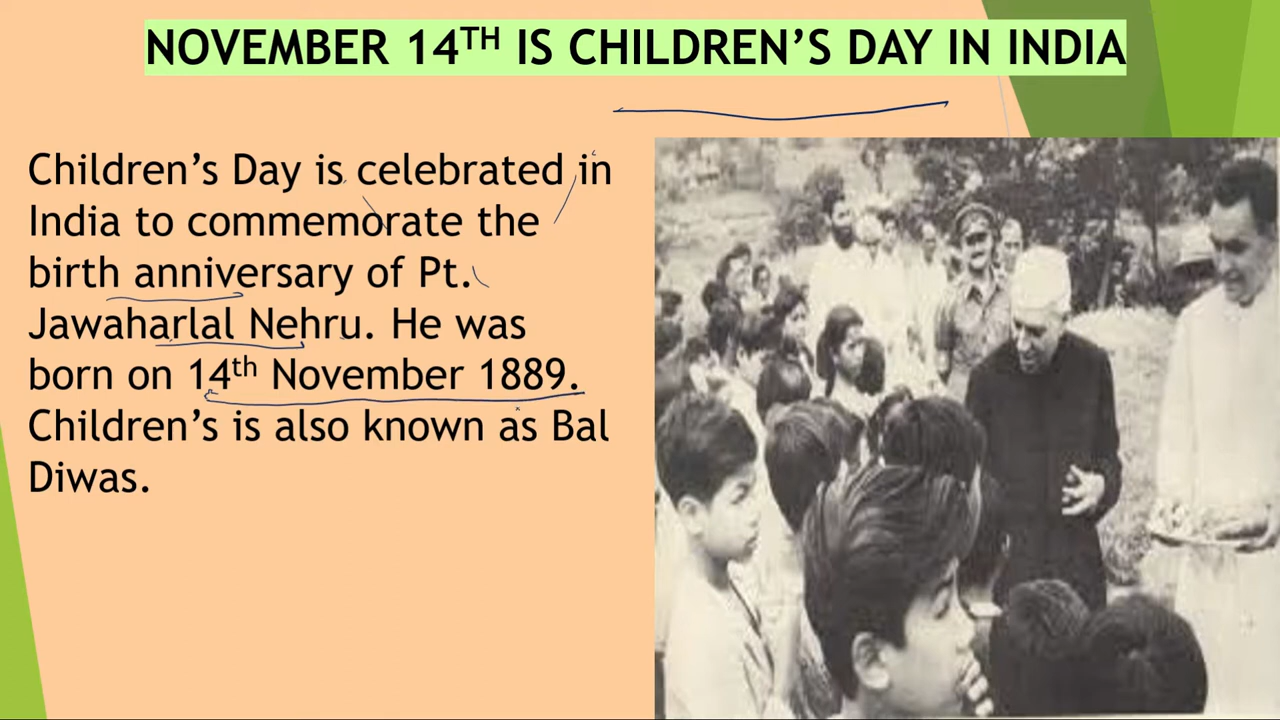 NOVEMBER 14TH IS CHILDREN’S DAY IN INDIA
Children’s Day is celebrated in
India to commemorate the
birth anniversary of Pt.
Jawaharlal Nehru. He was
born on 14th November 1889.
Children’s is also known as Bal
Diwas.